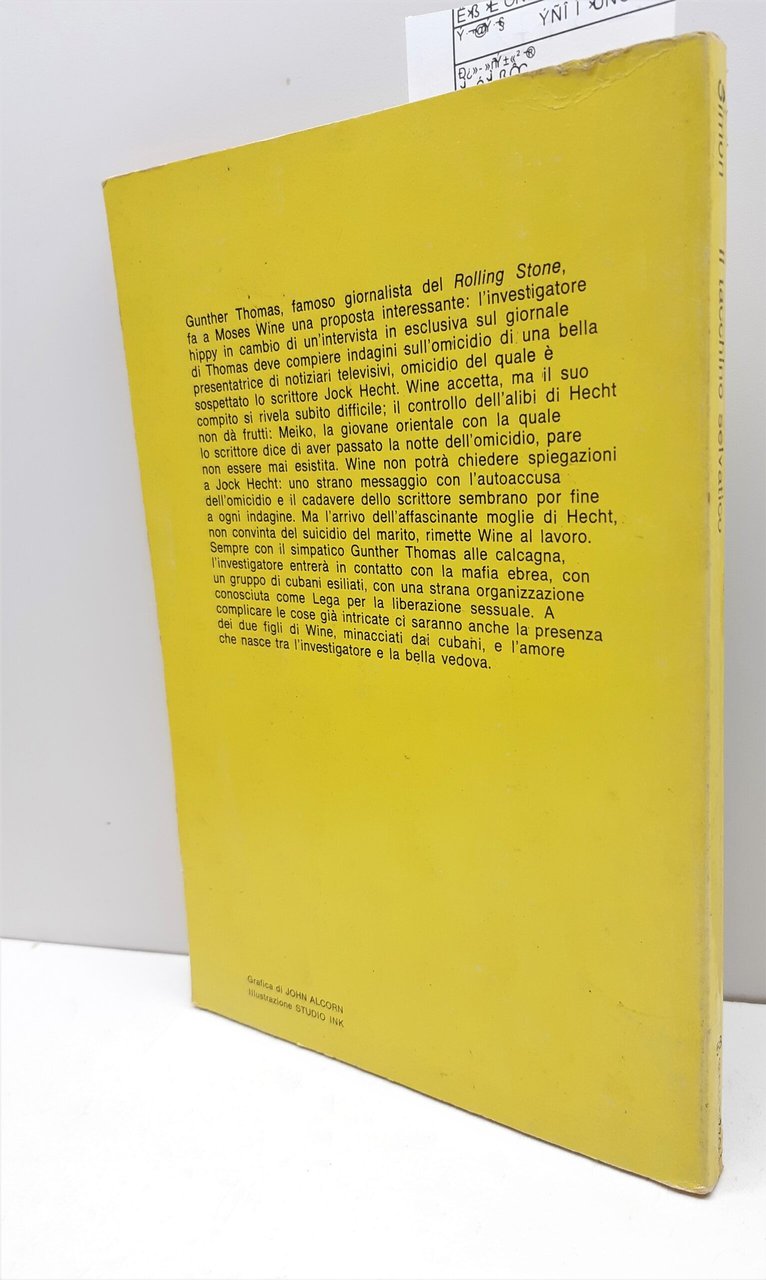 Gunther Thomas, famoso giornalista del Rolling Stone,
fa a Moses Wine una proposta interessante: l'investigatore
hippy in cambio di un'intervista in esclusiva sul giornale
di Thomas deve compiere indagini sull'omicidio di una bella
presentatrice di notiziari televisivi, omicidio del quale è
sospettato lo scrittore Jock Hecht. Wine accetta, ma il suo
compito si rivela subito difficile; il controllo dell'alibi di Hecht
non dà frutti: Meiko, la giovane orientale con la quale
lo scrittore dice di aver passato la notte dell'omicidio, pare
non essere mai esistita. Wine non potrà chiedere spiegazioni
a Jock Hecht: uno strano messaggio con l'autoaccusa
dell'omicidio e il cadavere dello scrittore sembrano por fine
a ogni indagine. Ma l'arrivo dell'affascinante moglie di Hecht,
non convinta del suicidio del marito, rimette Wine al lavoro.
Sempre con il simpatico Gunther Thomas alle calcagna,
l'investigatore entrerà in contatto con la mafia ebrea, con
un gruppo di cubani esiliati, con una strana organizzazione
conosciuta come Lega per la liberazione sessuale. A
complicare le cose già intricate ci saranno anche la presenza
dei due figli di Wine, minacciati dai cubani, e l'amore
che nasce tra l'investigatore e la bella vedova.
Grafica di JOHN ALCORN
Illustrazione STUDIO INK
Simon Il tacchino selvatico